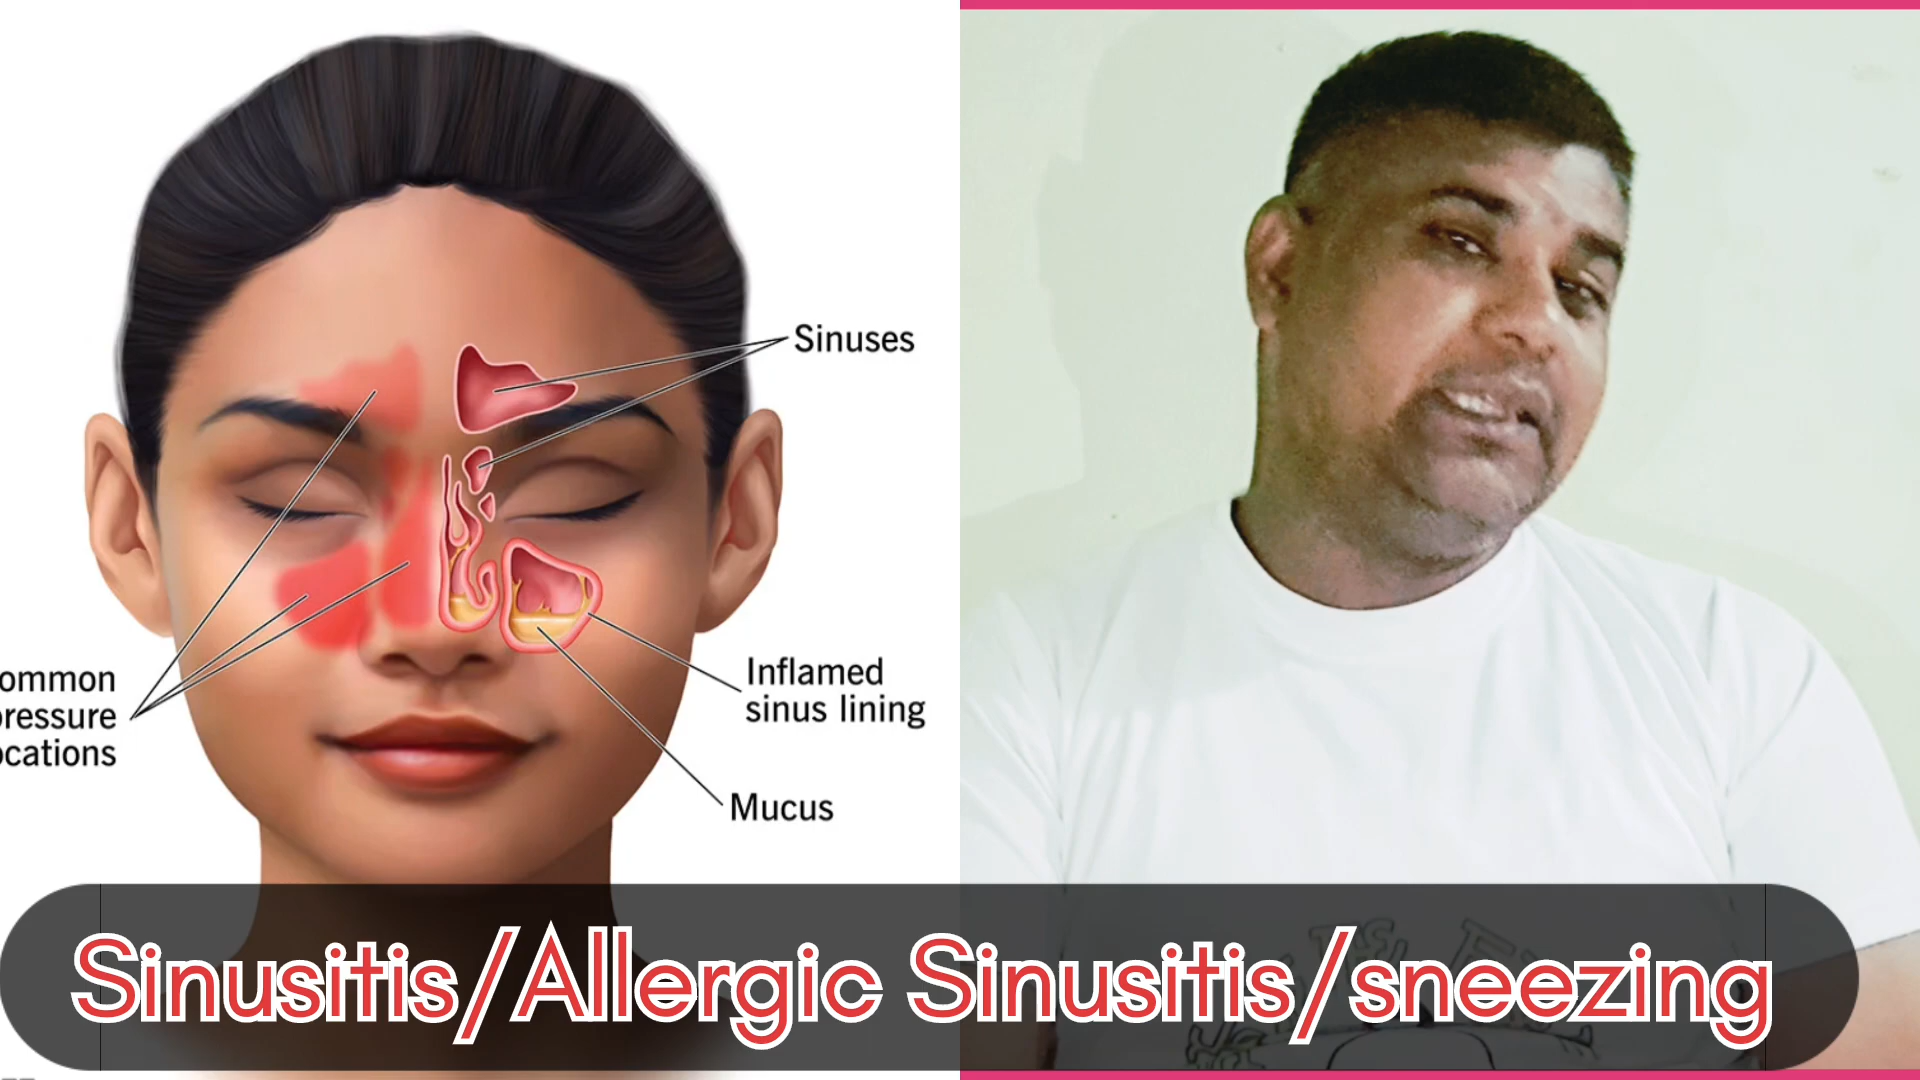 Sinuses
ommon
ressure
cations
Inflamed
sinus lining
Mucus
Sinusitis/Allergic Sinusitis/sneezing